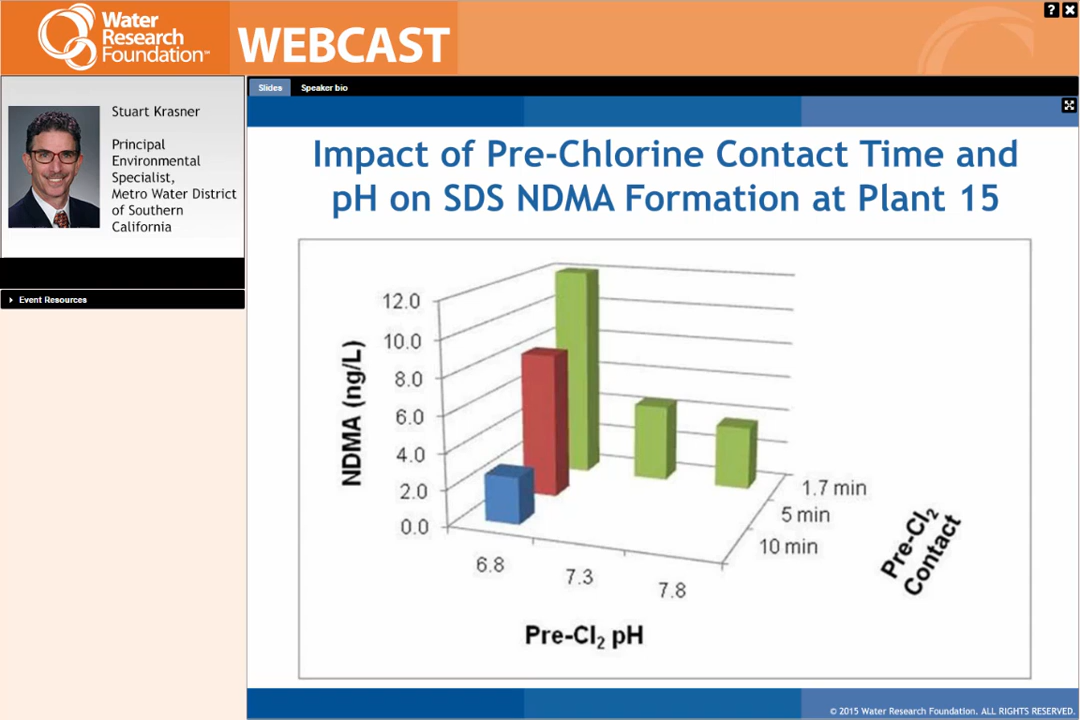 Water
Research
Foundation℠
WEBCAST
? ×
Stuart Krasner
Principal
Environmental
Specialist,
Metro Water District
of Southern
California
Event Resources
Slides Speaker bio
Impact of Pre-Chlorine Contact Time and
pH on SDS NDMA Formation at Plant 15
NDMA (ng/L)
12.0
10.0
8.0
6.0
4.0
2.0
0.0
6.8
7.3
7.8
Pre-Cl₂ pH
1.7 min
5 min
10 min
Pre-Cl₂
Contact
© 2015 Water Research Foundation. ALL RIGHTS RESERVED.